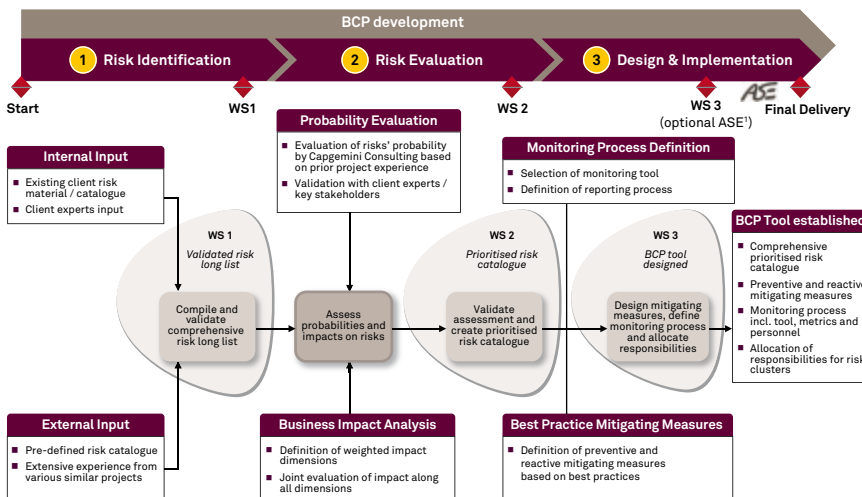 BCP development
1 Risk Identification
2 Risk Evaluation
3 Design & Implementation
Start
WS1
WS 2
WS 3
(optional ASE¹)
ASE
Final Delivery
Probability Evaluation
■ Evaluation of risks' probability
by Capgemini Consulting based
on prior project experience
■ Validation with client experts /
key stakeholders
Monitoring Process Definition
■ Selection of monitoring tool
■ Definition of reporting process
Internal Input
■ Existing client risk
material / catalogue
■ Client experts input
BCP Tool established
■ Comprehensive
prioritised risk
catalogue
■ Preventive and reactive
mitigating measures
■ Monitoring process
incl. tool, metrics and
personnel
■ Allocation of
responsibilities for risk
clusters
WS 1
Validated risk
long list
Compile and
validate
comprehensive
risk long list
Assess
probabilities and
impacts on risks
WS 2
Prioritised risk
catalogue
Validate
assessment and
create prioritised
risk catalogue
WS 3
BCP tool
designed
Design mitigating
measures, define
monitoring process
and allocate
responsibilities
External Input
■ Pre-defined risk catalogue
■ Extensive experience from
various similar projects
Business Impact Analysis
■ Definition of weighted impact
dimensions
■ Joint evaluation of impact along
all dimensions
Best Practice Mitigating Measures
■ Definition of preventive and
reactive mitigating measures
based on best practices